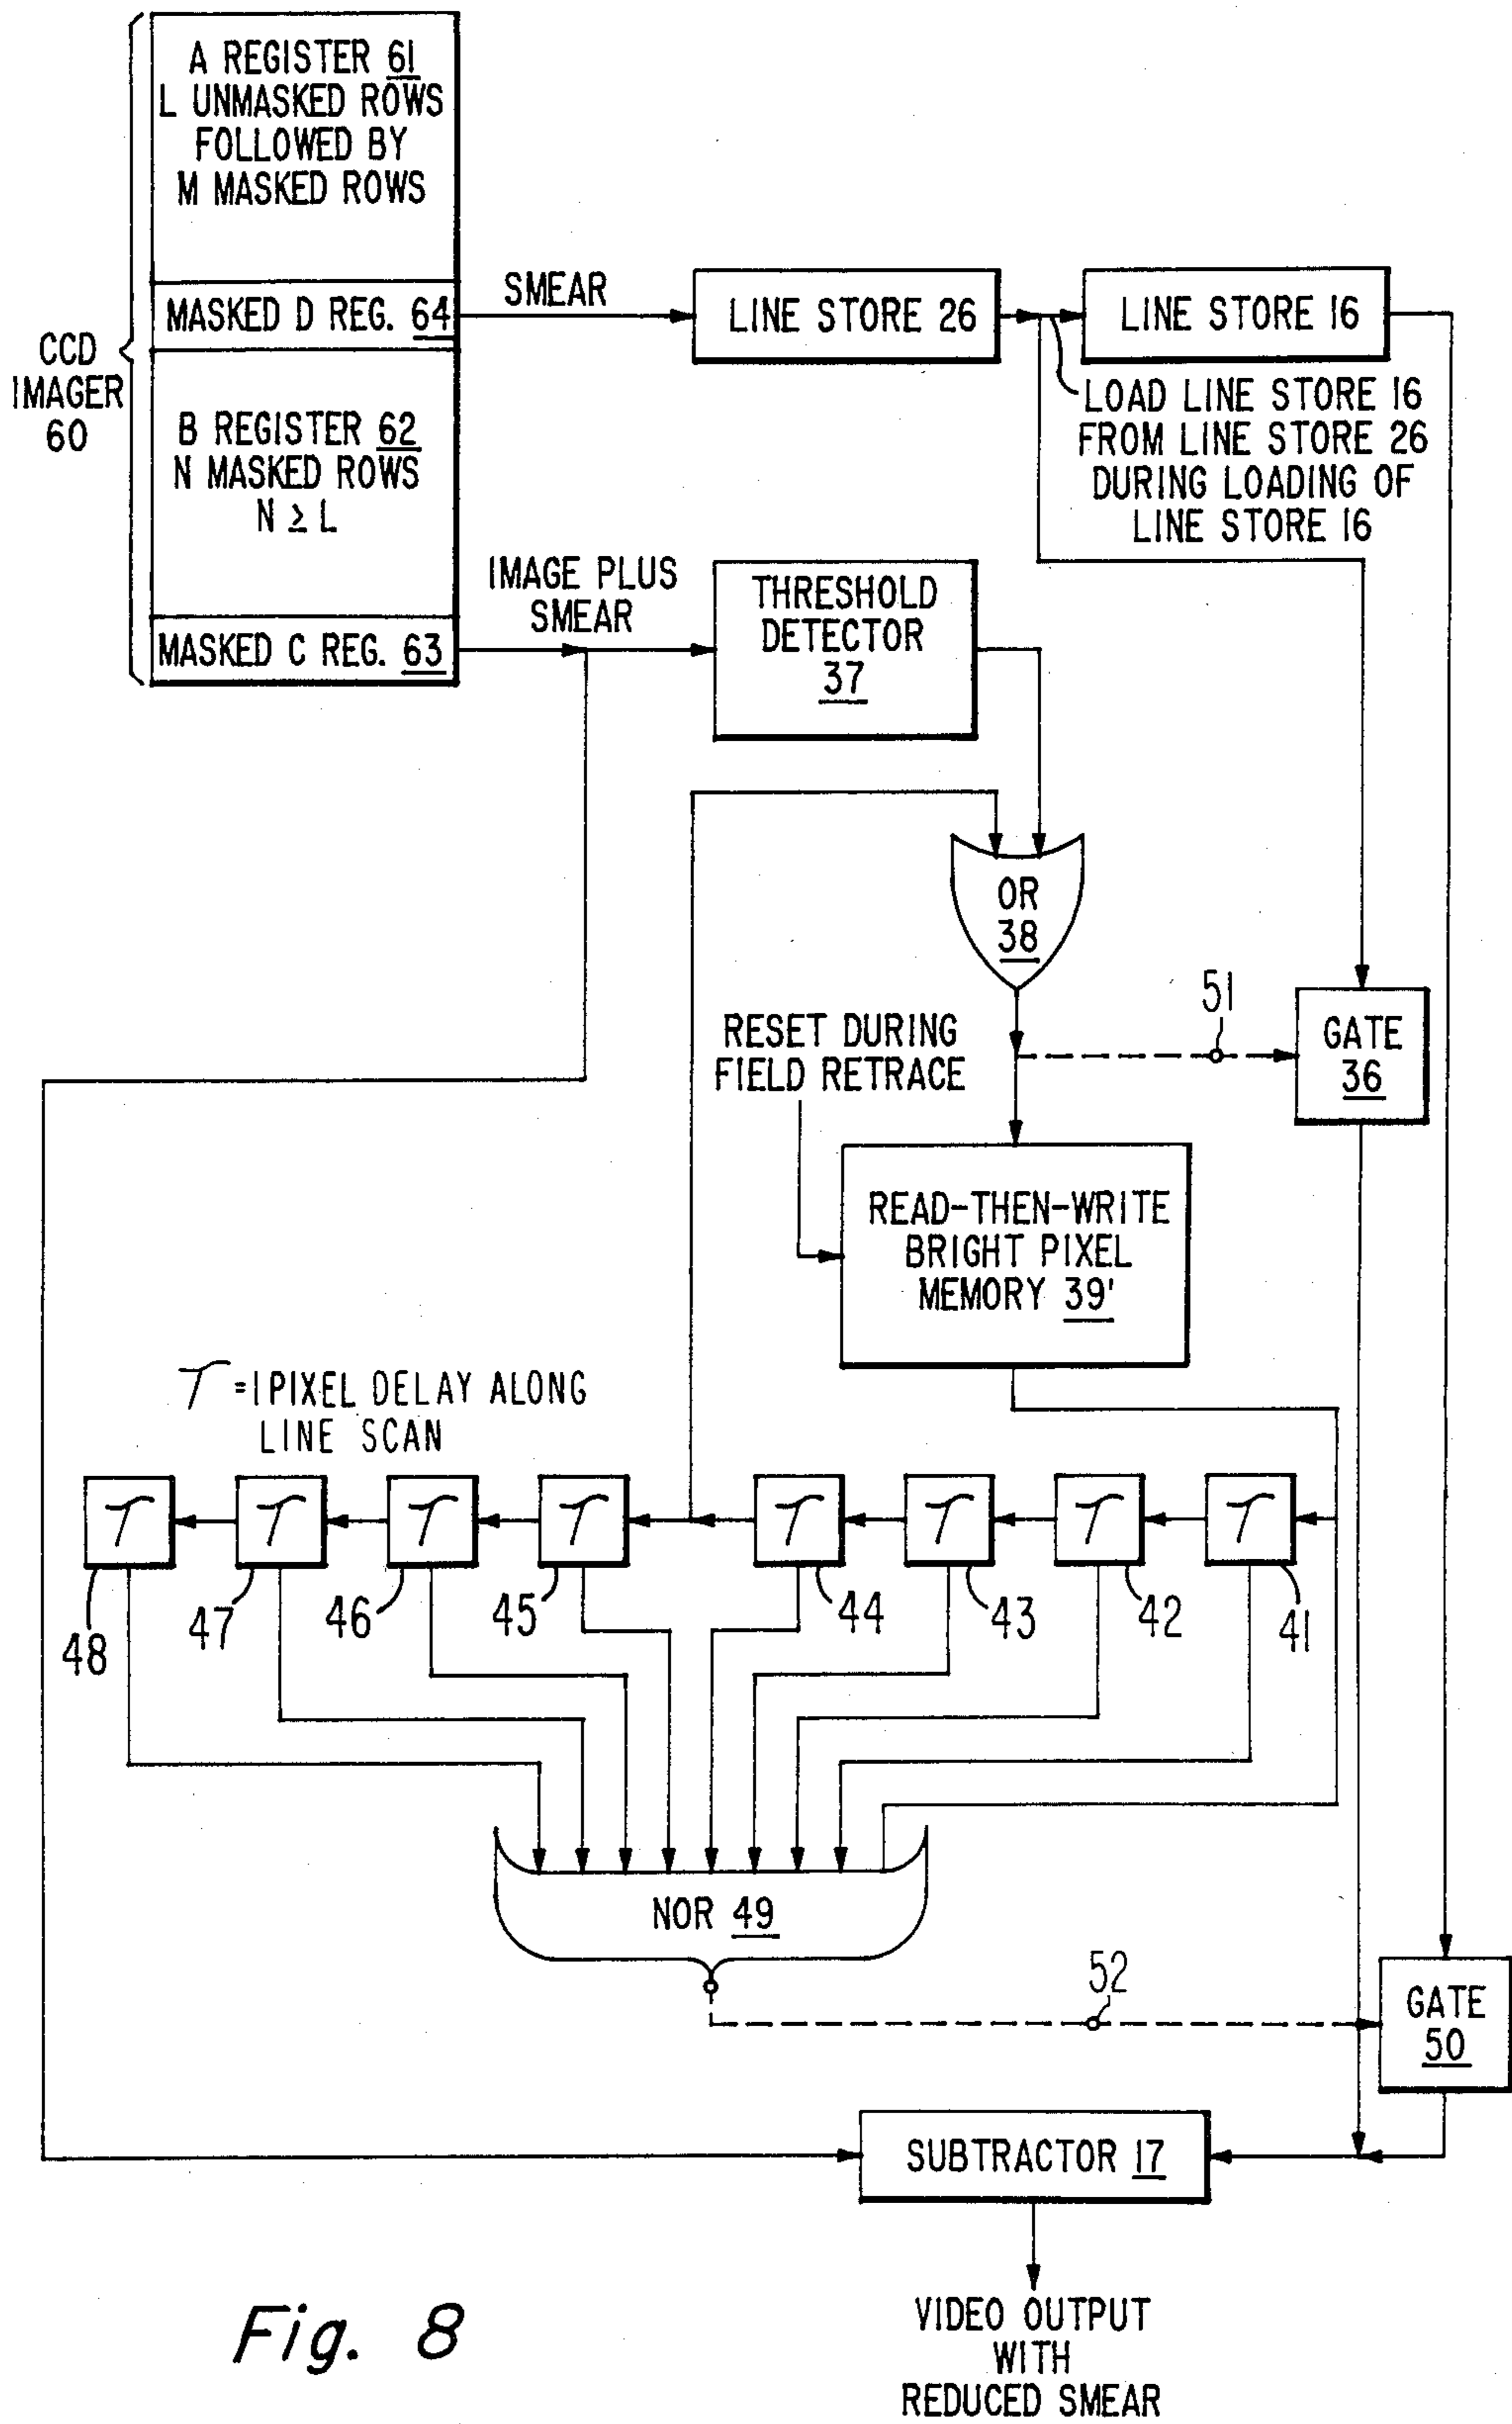 A REGISTER 61
L UNMASKED ROWS
FOLLOWED BY
M MASKED ROWS
MASKED D REG. 64
CCD
IMAGER
60
B REGISTER 62
N MASKED ROWS
N ≥ L
MASKED C REG. 63
SMEAR
LINE STORE 26
LINE STORE 16
LOAD LINE STORE 16
FROM LINE STORE 26
DURING LOADING OF
LINE STORE 16
IMAGE PLUS
SMEAR
THRESHOLD
DETECTOR
37
OR
38
51
GATE
36
RESET DURING
FIELD RETRACE
READ-THEN-WRITE
BRIGHT PIXEL
MEMORY 39'
T = 1 PIXEL DELAY ALONG
LINE SCAN
T T T T T T T T
48 47 46 45 44 43 42 41
NOR 49
52
GATE
50
SUBTRACTOR 17
VIDEO OUTPUT
WITH
REDUCED SMEAR
Fig. 8